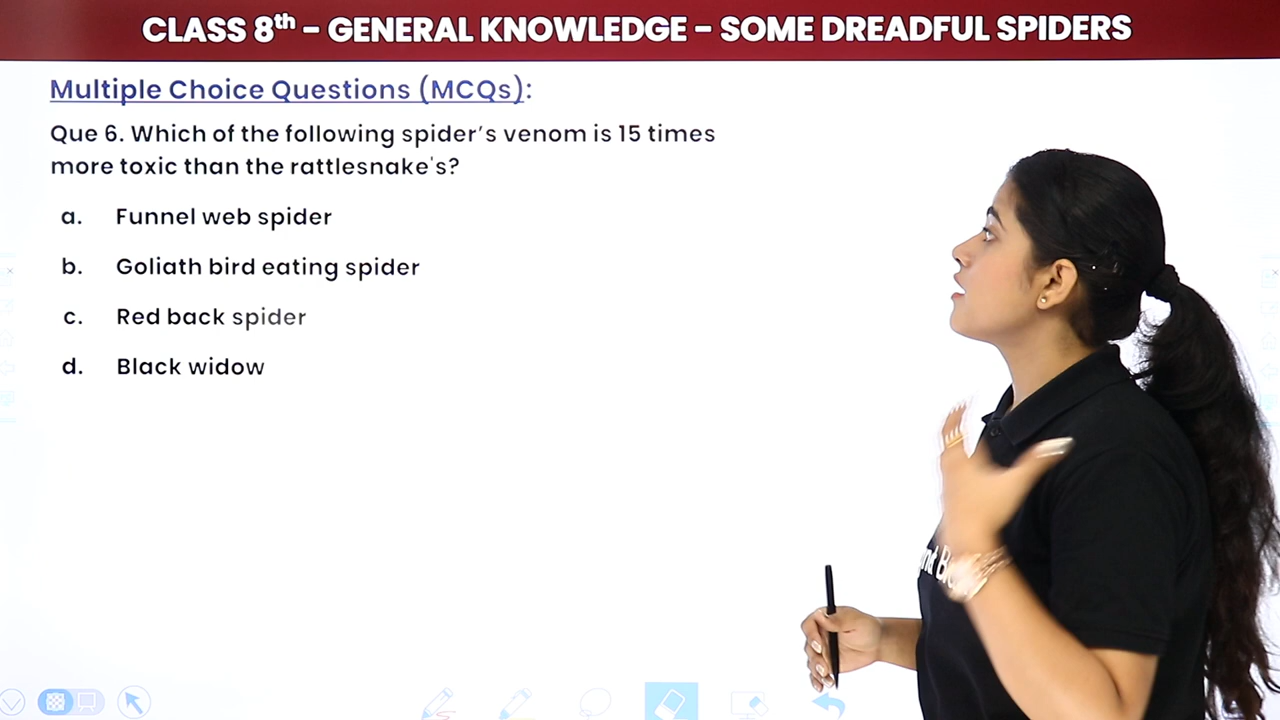 CLASS 8th – GENERAL KNOWLEDGE – SOME DREADFUL SPIDERS
Multiple Choice Questions (MCQs):
Que 6. Which of the following spider's venom is 15 times
more toxic than the rattlesnake's?
a. Funnel web spider
b. Goliath bird eating spider
c. Red back spider
d. Black widow